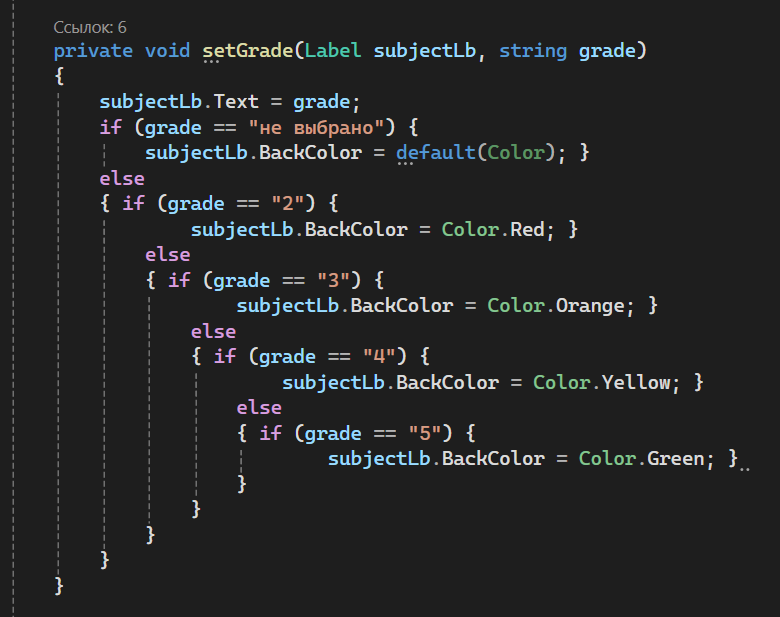 Ссылок: 6
private void setGrade(Label subjectLb, string grade)
{
subjectLb.Text = grade;
if (grade == "не выбрано") {
subjectLb.BackColor = default(Color); }
else
{ if (grade == "2") {
subjectLb.BackColor = Color.Red; }
else
{ if (grade == "3") {
subjectLb.BackColor = Color.Orange; }
else
{ if (grade == "4") {
subjectLb.BackColor = Color.Yellow; }
else
{ if (grade == "5") {
subjectLb.BackColor = Color.Green; }
}
}
}
}
}